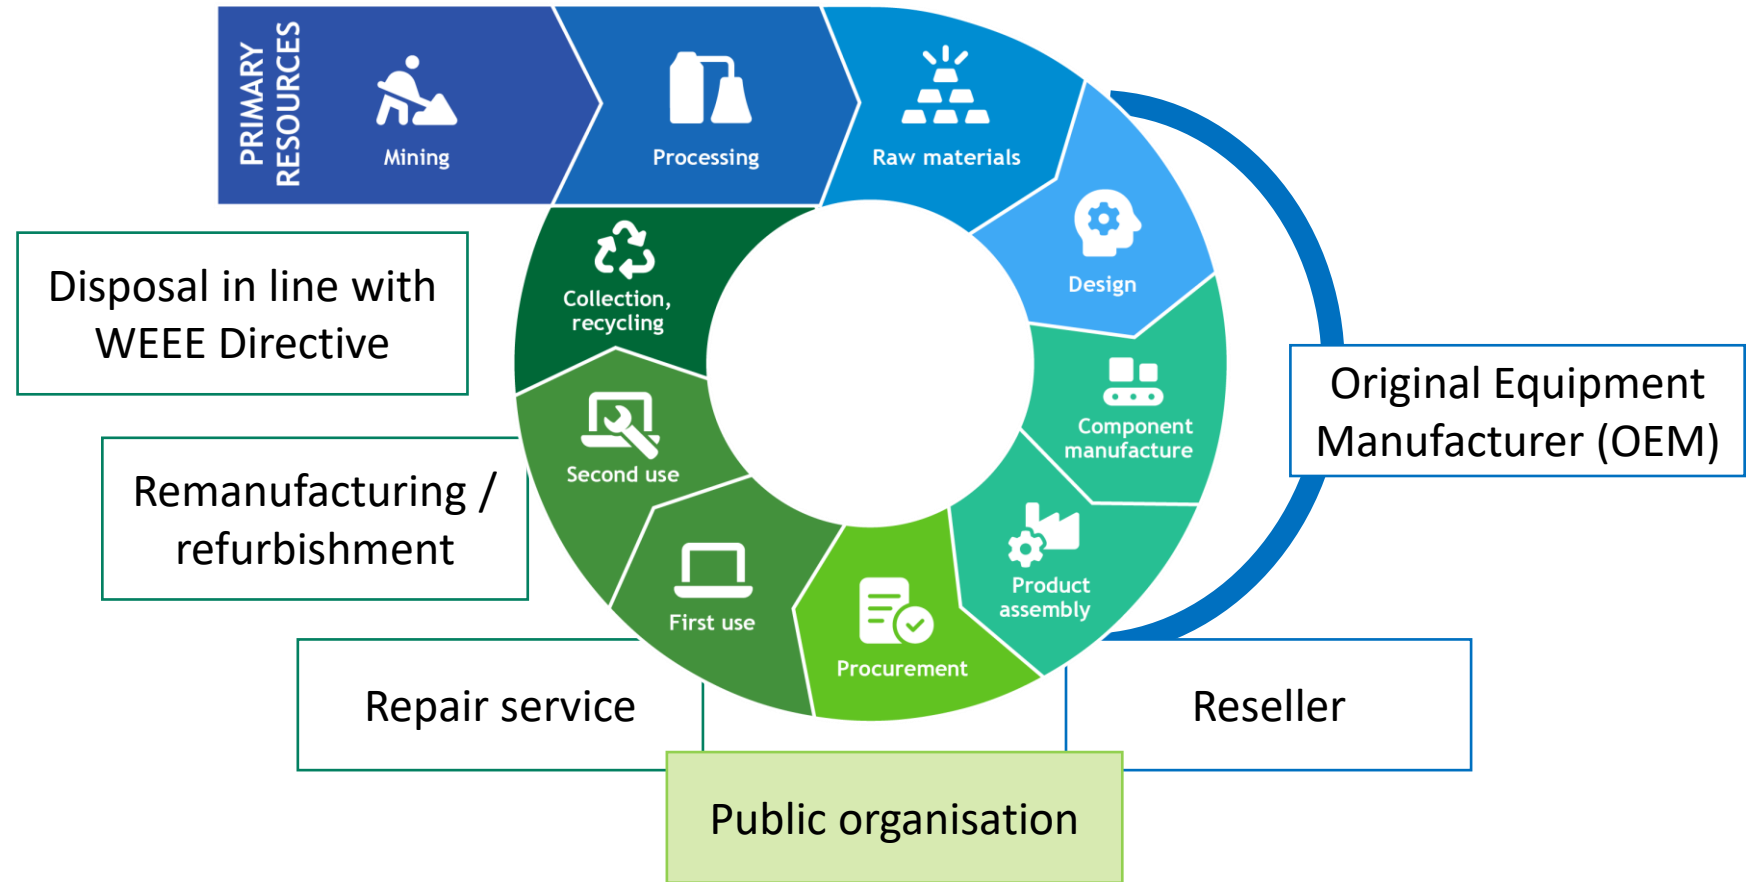 PRIMARY
RESOURCES
Mining
Processing
Raw materials
Design
Component
manufacture
Product
assembly
Procurement
First use
Second use
Collection,
recycling
Disposal in line with
WEEE Directive
Remanufacturing /
refurbishment
Repair service
Public organisation
Reseller
Original Equipment
Manufacturer (OEM)